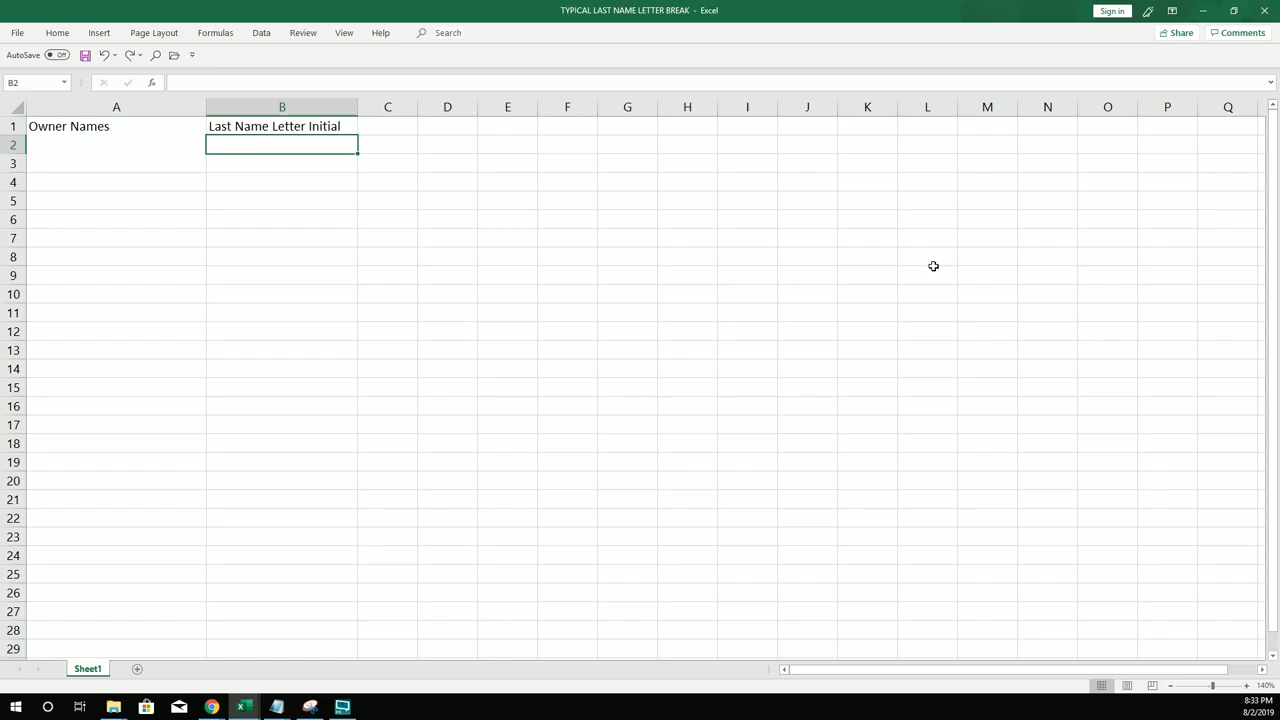 TYPICAL LAST NAME LETTER BREAK - Excel
Sign in
File Home Insert Page Layout Formulas Data Review View Help Search
Share Comments
AutoSave Off
B2
fx
A B C D E F G H I J K L M N O P Q
1 Owner Names Last Name Letter Initial
2
3
4
5
6
7
8
9
10
11
12
13
14
15
16
17
18
19
20
21
22
23
24
25
26
27
28
29
Sheet1
140%
8:33 PM
8/2/2019